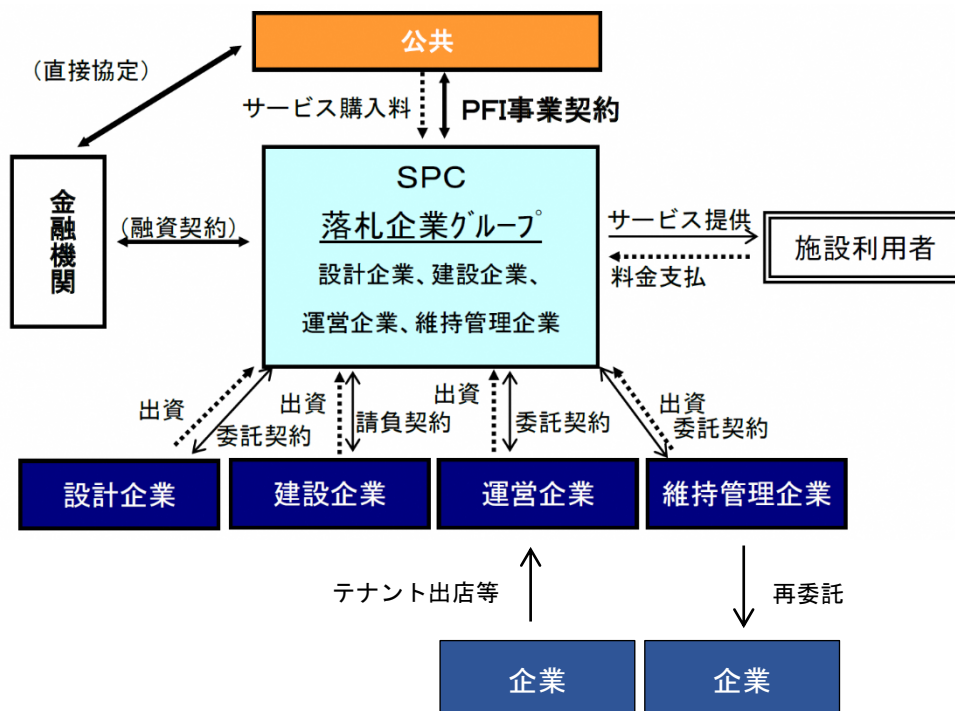 公共
(直接協定)
サービス購入料
PFI事業契約
金融機関
(融資契約)
SPC
落札企業ｸﾞﾙｰﾌﾟ
設計企業、建設企業、
運営企業、維持管理企業
サービス提供
料金支払
施設利用者
出資
委託契約
出資
請負契約
出資
委託契約
出資
委託契約
設計企業
建設企業
運営企業
維持管理企業
テナント出店等
再委託
企業
企業